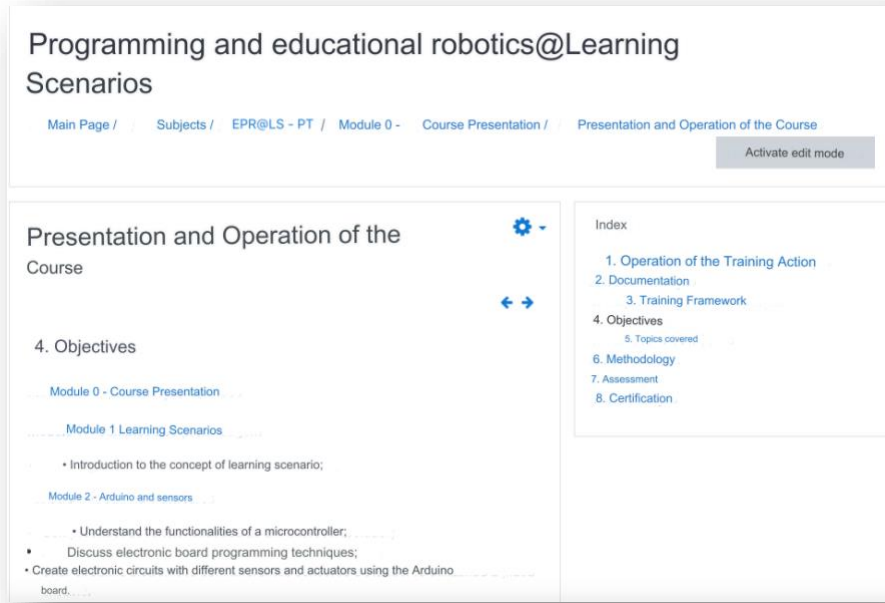 Programming and educational robotics@Learning
Scenarios
Main Page / Subjects / EPR@LS - PT / Module 0 - Course Presentation / Presentation and Operation of the Course
Activate edit mode
Presentation and Operation of the
Course
4. Objectives
Module 0 - Course Presentation
Module 1 Learning Scenarios
• Introduction to the concept of learning scenario;
Module 2 - Arduino and sensors
• Understand the functionalities of a microcontroller;
• Discuss electronic board programming techniques;
• Create electronic circuits with different sensors and actuators using the Arduino
board.
Index
1. Operation of the Training Action
2. Documentation
3. Training Framework
4. Objectives
5. Topics covered
6. Methodology
7. Assessment
8. Certification